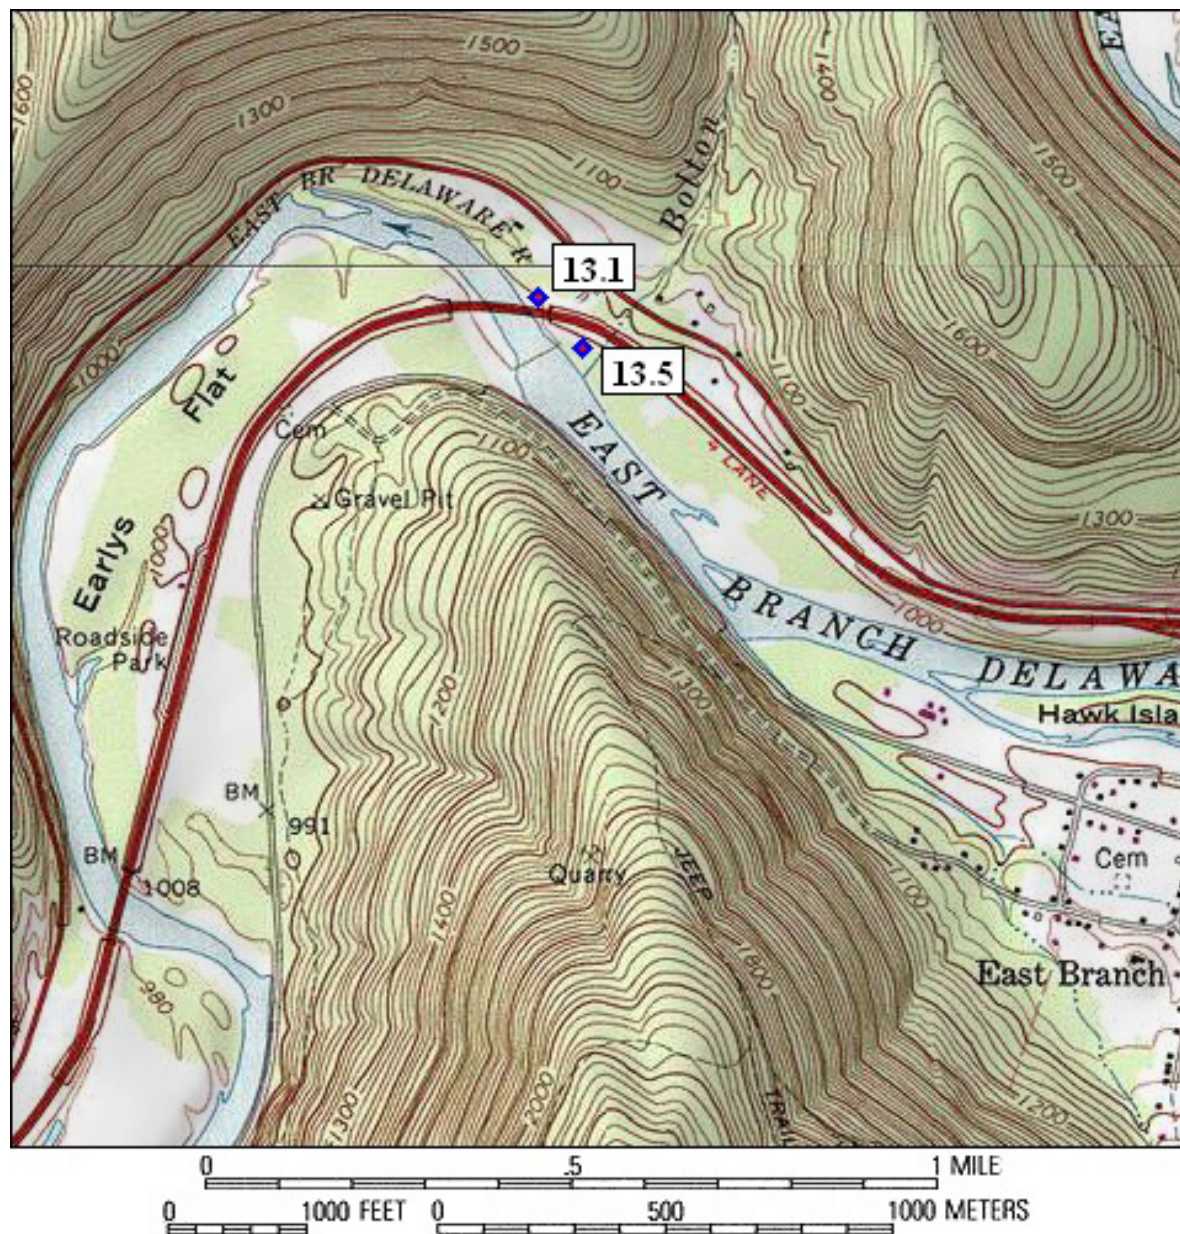 1500
1600
1400
EA
1300
1500
1100
Bolton
EAST BR DELAWARE R
13.1
1000
1600
13.5
1100
Flat
Cem
1100
EAST
4 LANE
Gravel Pit
1300
Earlys
1000
BRANCH
1000
Roadside
Park
DELAWA
1300
1200
Hawk Isla
BM
991
BM
1008
Quarry
JEEP
Cem
1100
1400
1600
East Branch
980
1300
2000
TRAIL
1200
0 .5 1 MILE
0 1000 FEET 0 500 1000 METERS